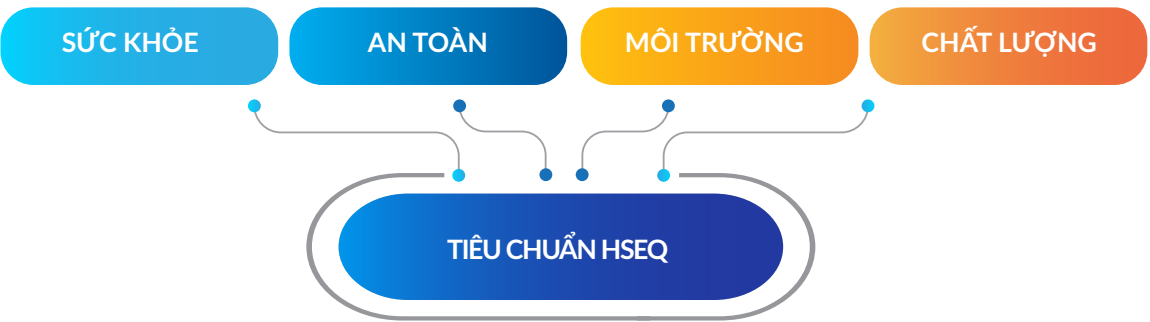 SỨC KHỎE
AN TOÀN
MÔI TRƯỜNG
CHẤT LƯỢNG
TIÊU CHUẨN HSEQ